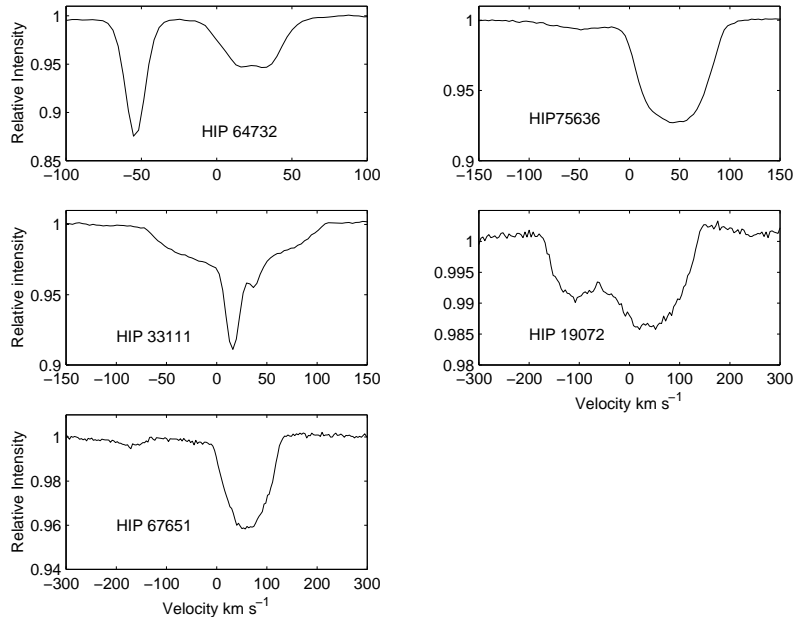 1
0.95
0.9
0.85
Relative Intensity
HIP 64732
−100 −50 0 50 100
1
0.95
0.9
HIP75636
−150 −100 −50 0 50 100 150
1
0.95
0.9
Relative intensity
HIP 33111
−150 −100 −50 0 50 100 150
1
0.995
0.99
0.985
0.98
HIP 19072
−300 −200 −100 0 100 200 300
Velocity km s−1
1
0.98
0.96
0.94
Relative Intensity
HIP 67651
−300 −200 −100 0 100 200 300
Velocity km s−1